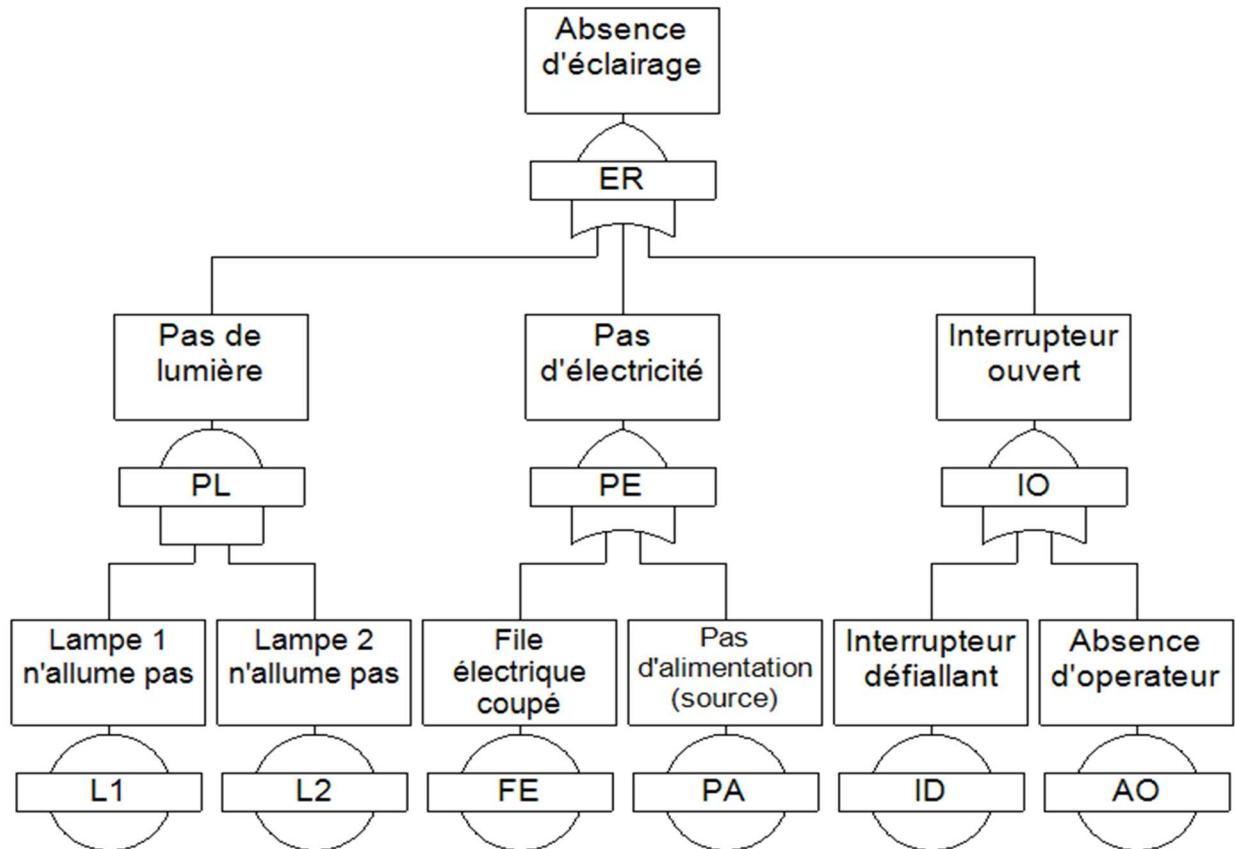 Absence
d'éclairage
ER
Pas de
lumière
Pas
d'électricité
Interrupteur
ouvert
PL
PE
IO
Lampe 1
n'allume pas
Lampe 2
n'allume pas
File
électrique
coupé
Pas
d'alimentation
(source)
Interrupteur
défiallant
Absence
d'operateur
L1
L2
FE
PA
ID
AO